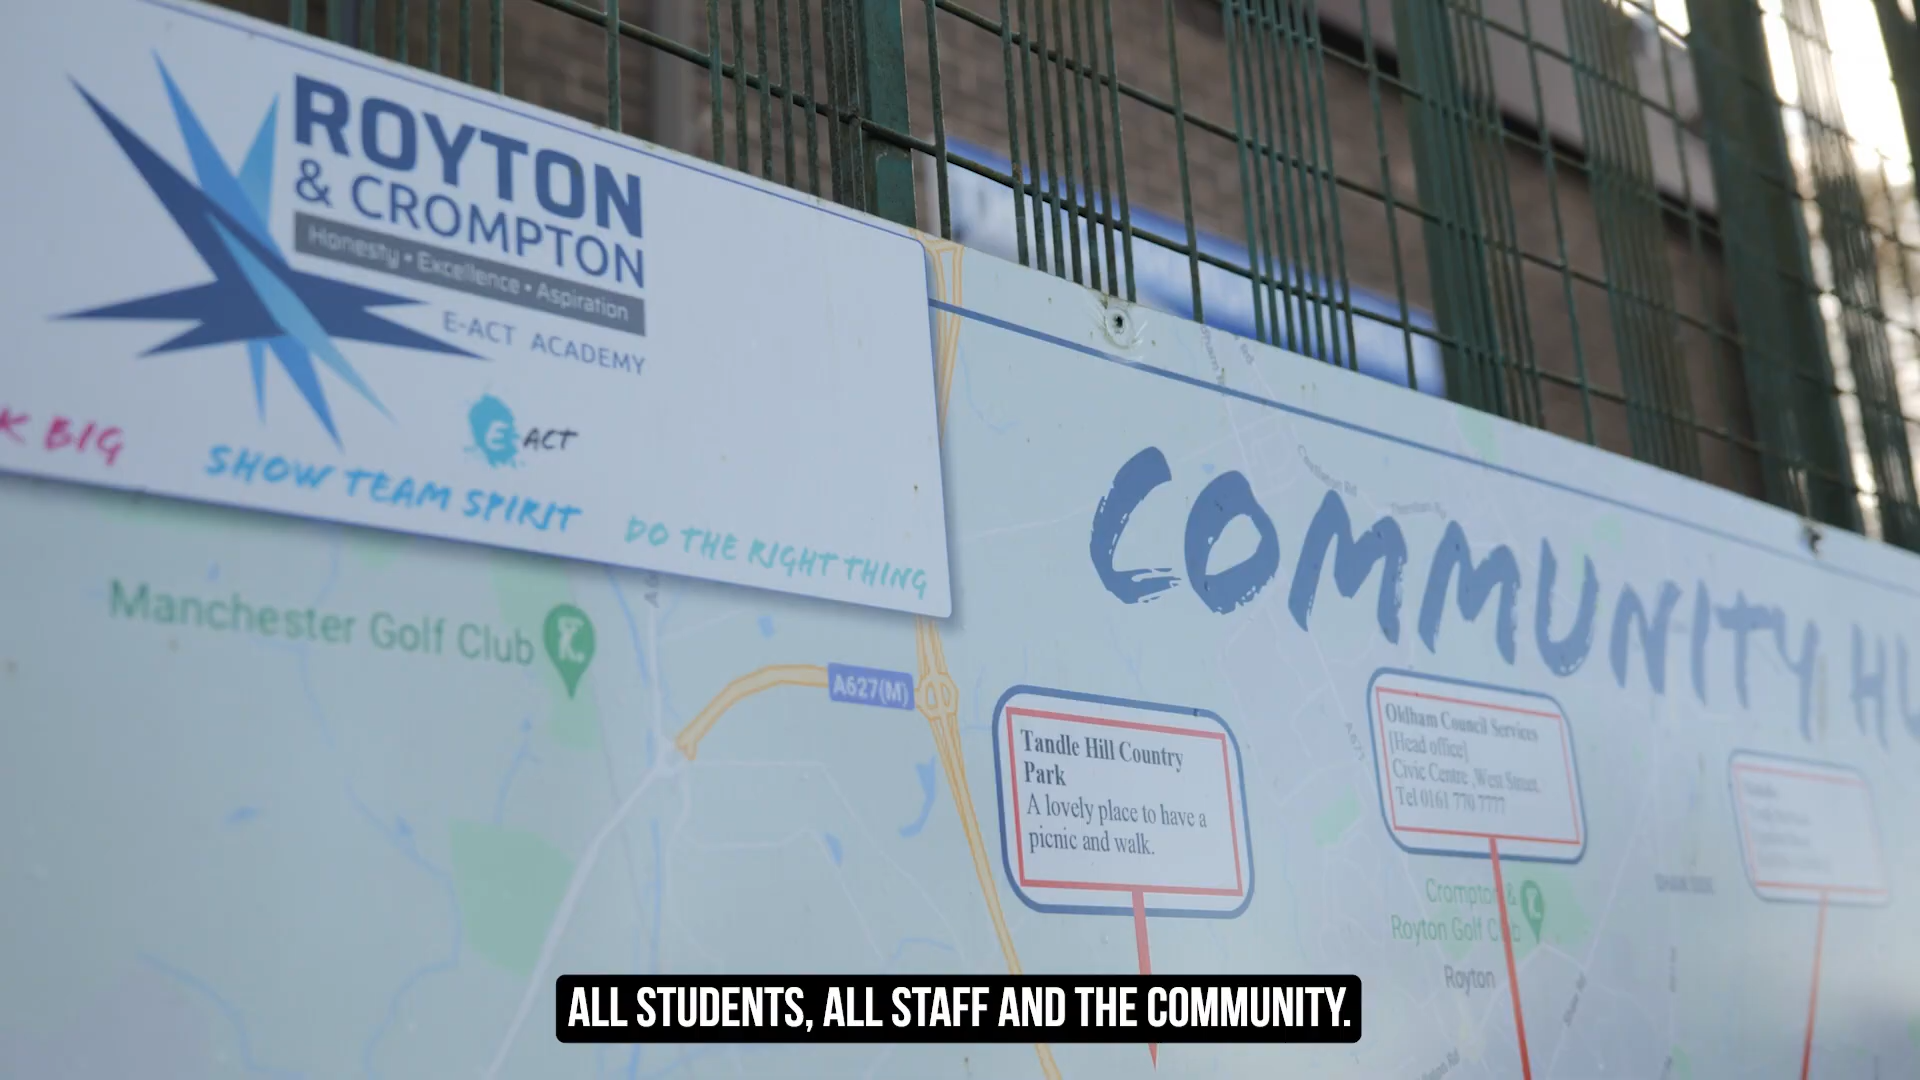 ROYTON
& CROMPTON
Honesty • Excellence • Aspiration
E-ACT ACADEMY
E-ACT
BIG
SHOW TEAM SPIRIT
DO THE RIGHT THING
COMMUNITY
Manchester Golf Club
A627(M)
Tandle Hill Country
Park
A lovely place to have a
picnic and walk.
Oldham Council Services
[Head office]
Civic Centre ,West Street.
Tel 0161 770 7777
A671
Crompton &
Royton Golf Club
Royton
ALL STUDENTS, ALL STAFF AND THE COMMUNITY.